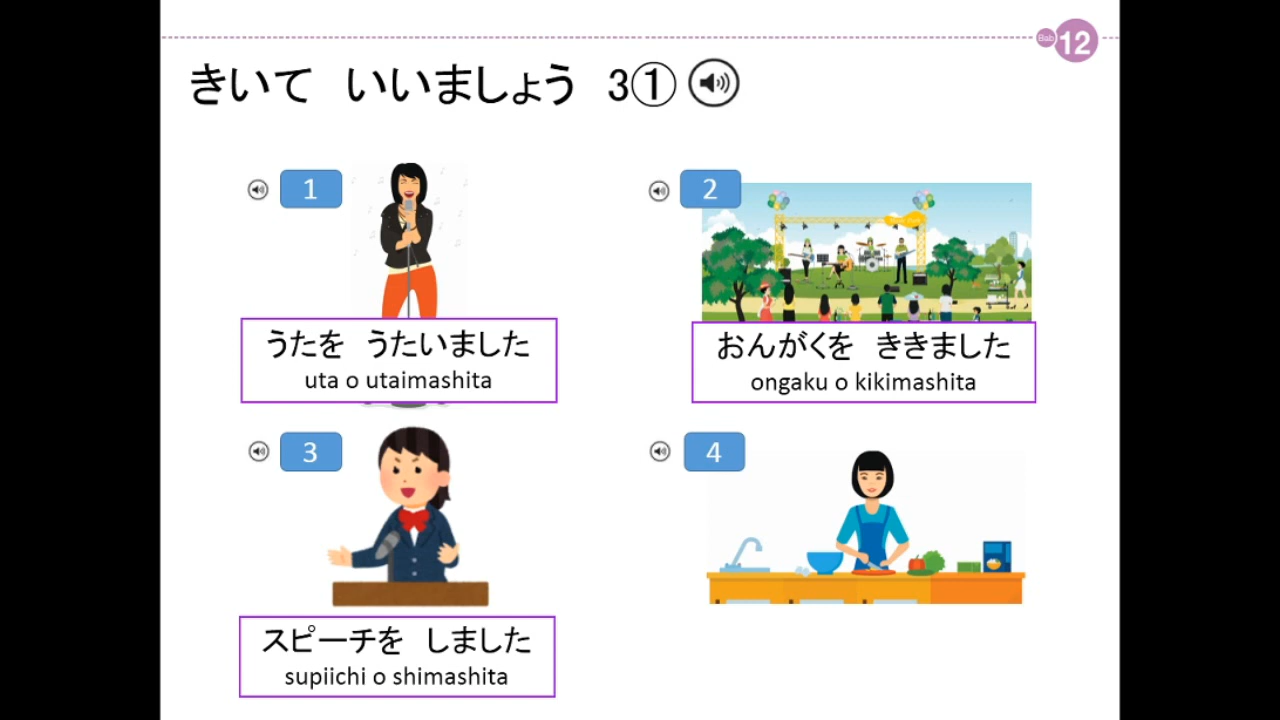 Bab 12
きいて いいましょう 3①
1
うたを うたいました
uta o utaimashita
2
おんがくを ききました
ongaku o kikimashita
3
スピーチを しました
supiichi o shimashita
4